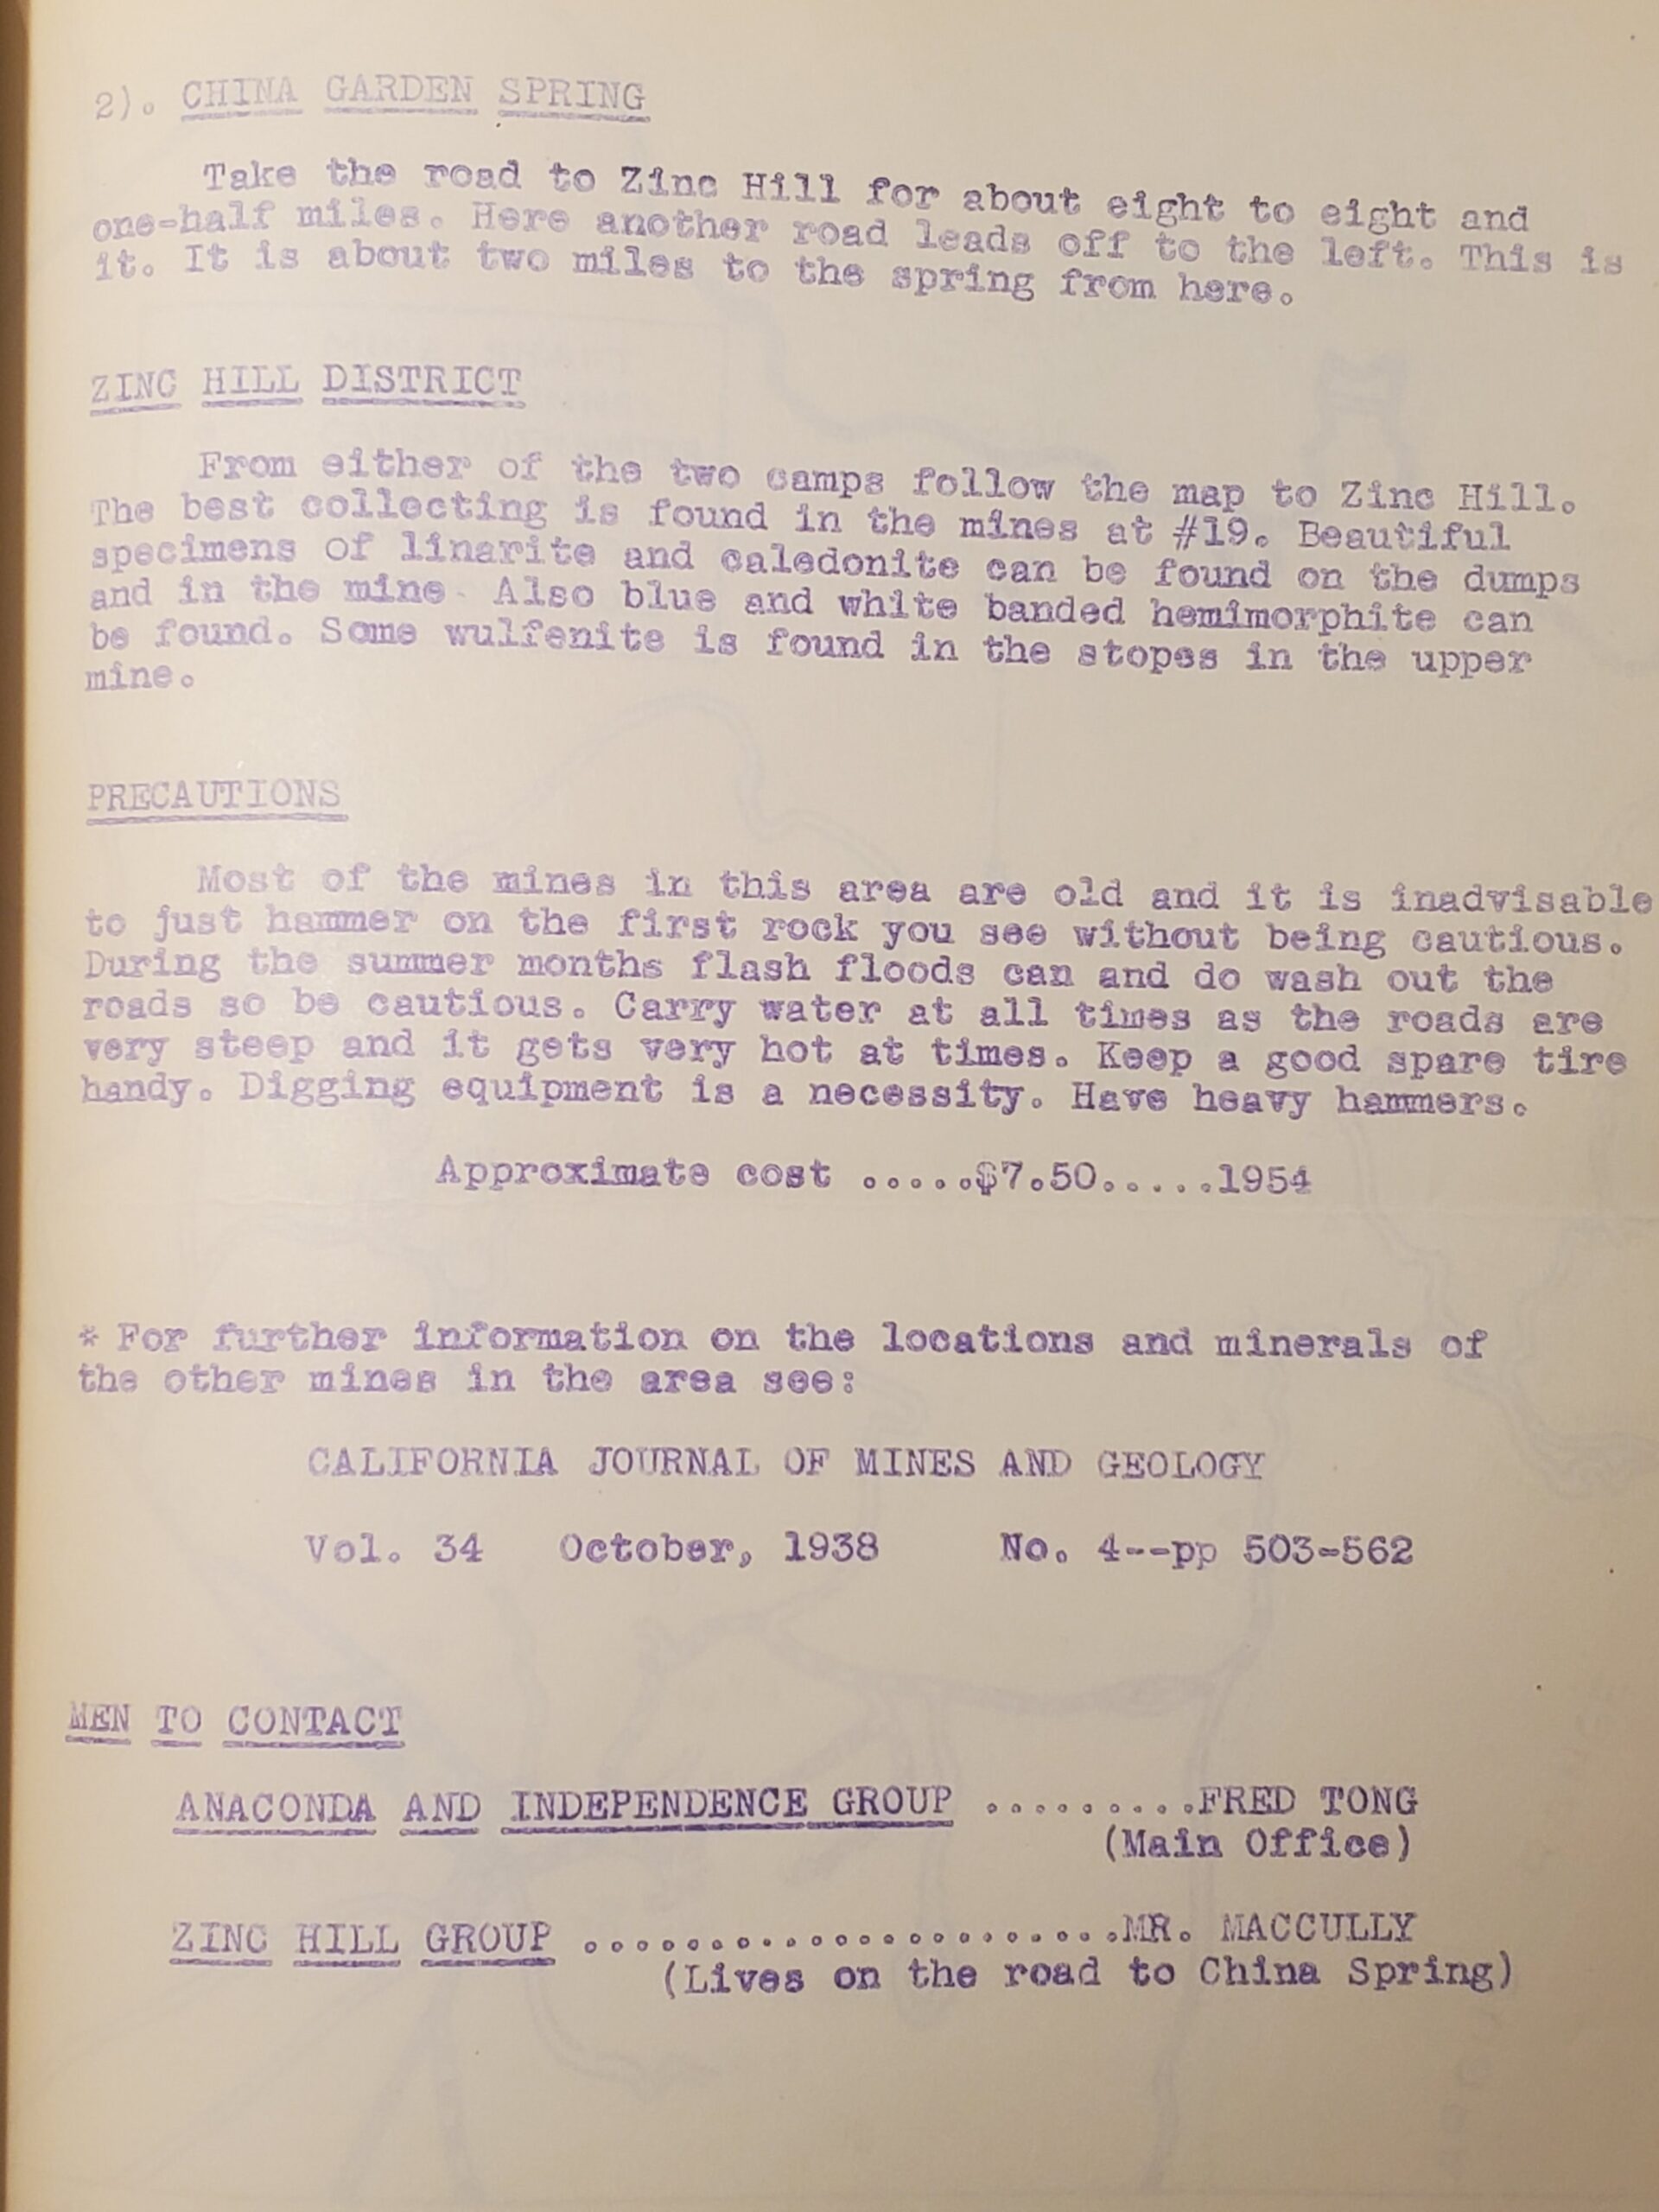 2). CHINA GARDEN SPRING
Take the road to Zinc Hill for about eight to eight and
one-half miles. Here another road leads off to the left. This is
it. It is about two miles to the spring from here.
ZINC HILL DISTRICT
From either of the two camps follow the map to Zinc Hill.
The best collecting is found in the mines at #19. Beautiful
specimens of linarite and caledonite can be found on the dumps
and in the mine. Also blue and white banded hemimorphite can
be found. Some wulfenite is found in the stopes in the upper
mine.
PRECAUTIONS
Most of the mines in this area are old and it is inadvisable
to just hammer on the first rock you see without being cautious.
During the summer months flash floods can and do wash out the
roads so be cautious. Carry water at all times as the roads are
very steep and it gets very hot at times. Keep a good spare tire
handy. Digging equipment is a necessity. Have heavy hammers.
Approximate cost .....$7.50.....1954
* For further information on the locations and minerals of
the other mines in the area see:
CALIFORNIA JOURNAL OF MINES AND GEOLOGY
Vol. 34 October, 1938 No. 4--pp 503-562
MEN TO CONTACT
ANACONDA AND INDEPENDENCE GROUP .........FRED TONG
(Main Office)
ZINC HILL GROUP ......................MR. MACCULLY
(Lives on the road to China Spring)